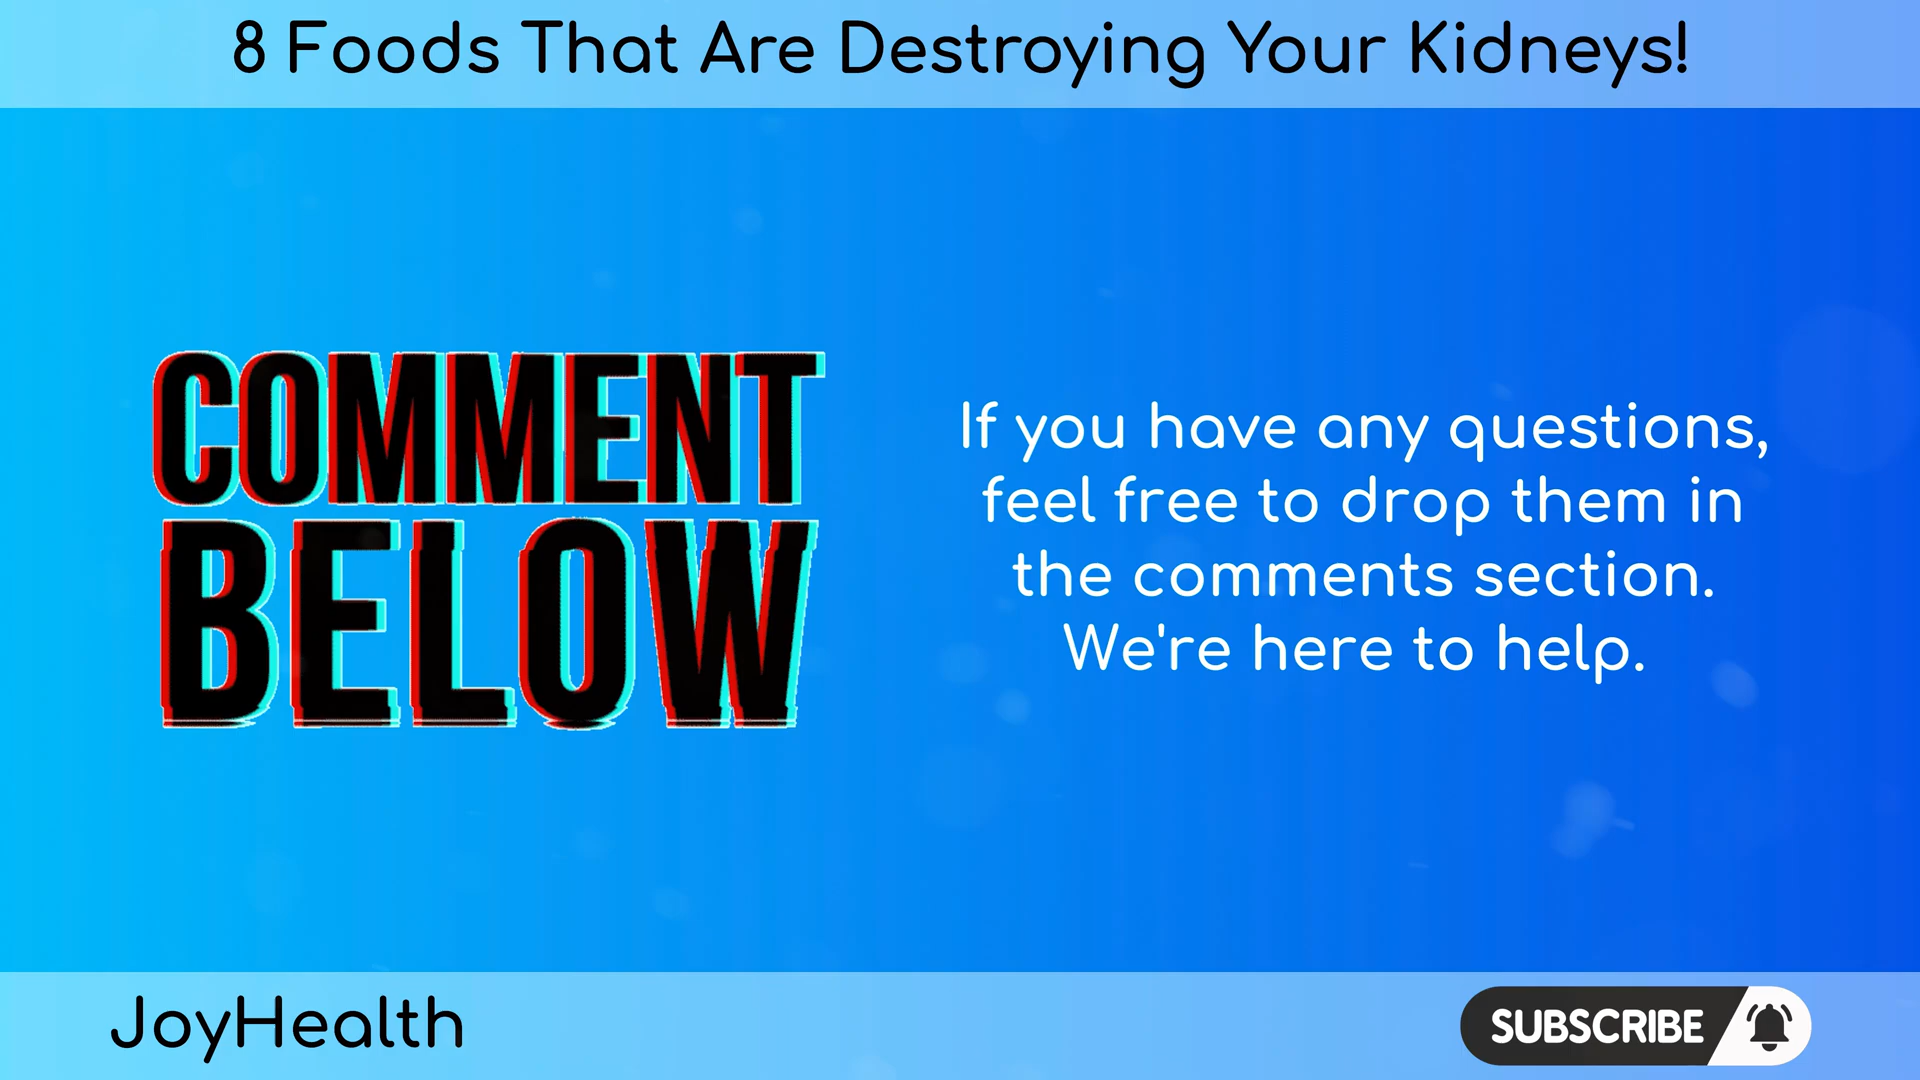 8 Foods That Are Destroying Your Kidneys!
COMMENT
BELOW
If you have any questions,
feel free to drop them in
the comments section.
We're here to help.
JoyHealth
SUBSCRIBE